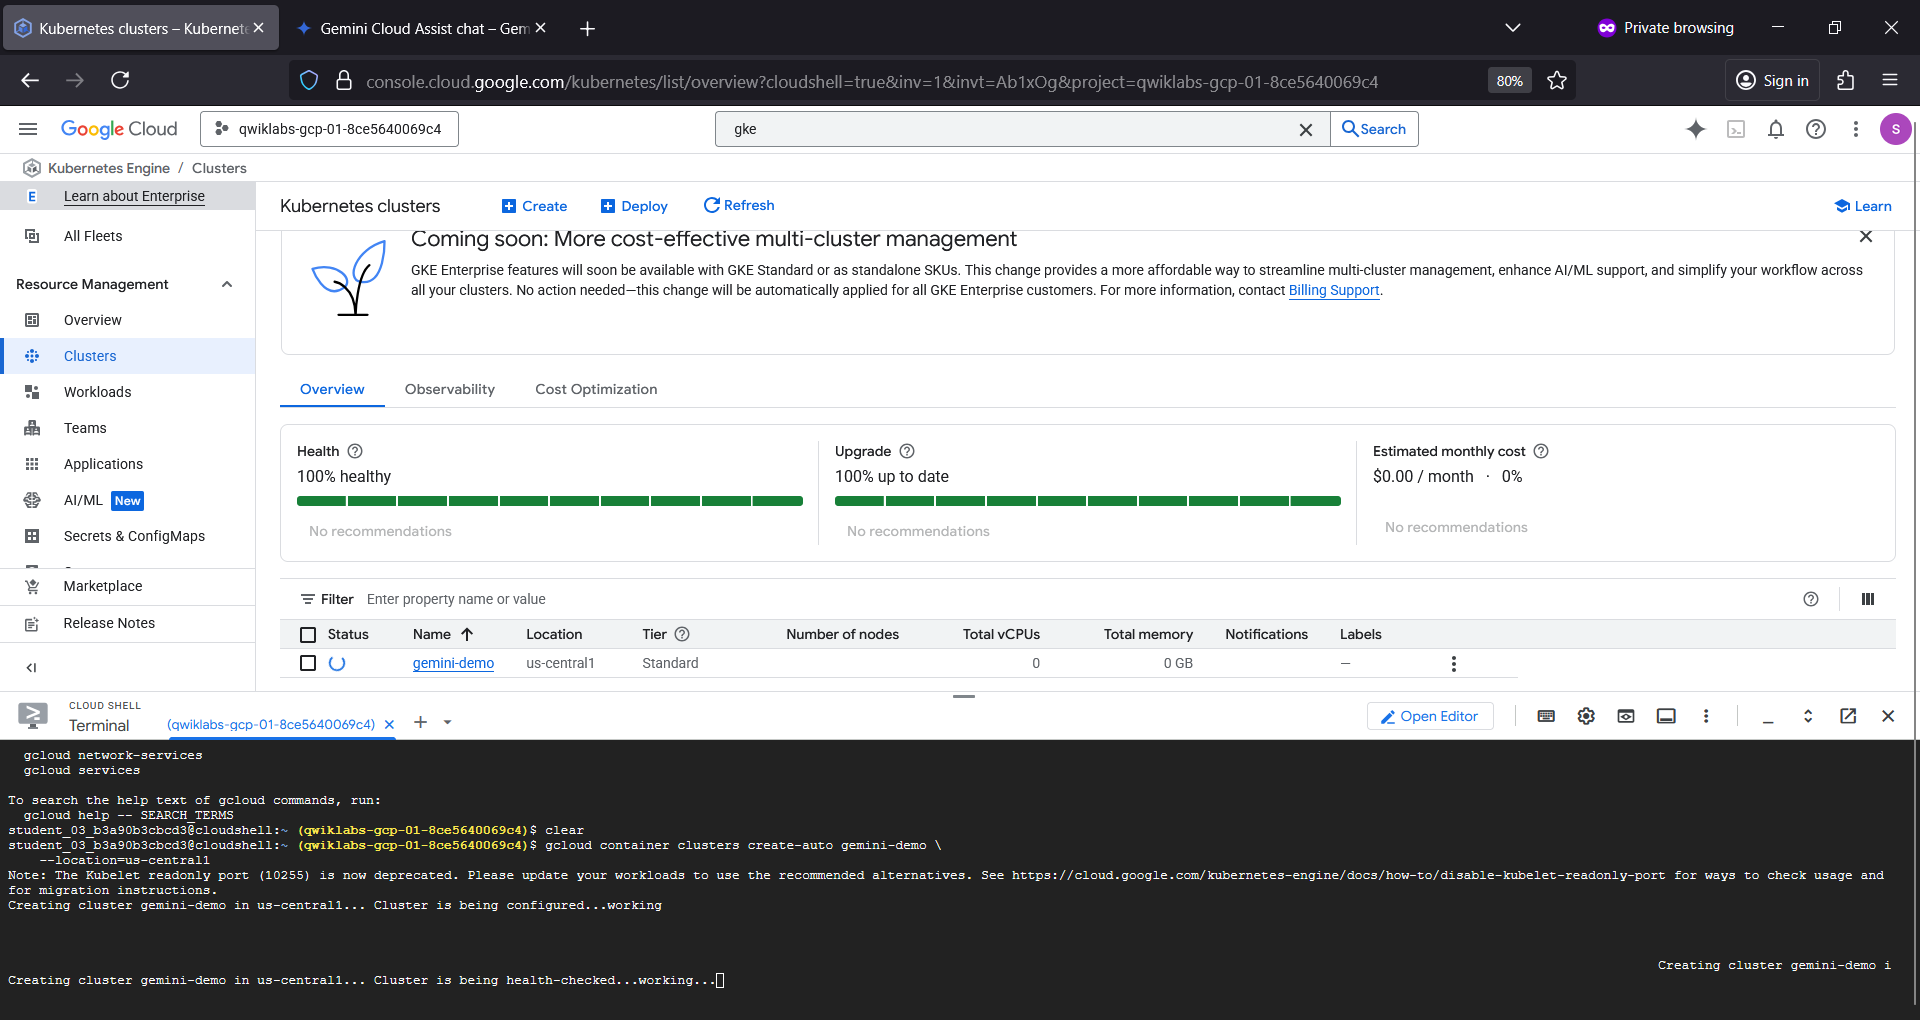 Kubernetes clusters – Kubernete
Gemini Cloud Assist chat – Gem
Private browsing
console.cloud.google.com/kubernetes/list/overview?cloudshell=true&inv=1&invt=Ab1xOg&project=qwiklabs-gcp-01-8ce5640069c4
80%
Sign in
Google Cloud
qwiklabs-gcp-01-8ce5640069c4
gke
Search
S
Kubernetes Engine / Clusters
E
Learn about Enterprise
All Fleets
Resource Management
Overview
Clusters
Workloads
Teams
Applications
AI/ML New
Secrets & ConfigMaps
Marketplace
Release Notes
Kubernetes clusters
Create
Deploy
Refresh
Learn
Coming soon: More cost-effective multi-cluster management
GKE Enterprise features will soon be available with GKE Standard or as standalone SKUs. This change provides a more affordable way to streamline multi-cluster management, enhance AI/ML support, and simplify your workflow across
all your clusters. No action needed—this change will be automatically applied for all GKE Enterprise customers. For more information, contact Billing Support.
Overview Observability Cost Optimization
Health
100% healthy
No recommendations
Upgrade
100% up to date
No recommendations
Estimated monthly cost
$0.00 / month · 0%
No recommendations
Filter Enter property name or value
Status Name Location Tier Number of nodes Total vCPUs Total memory Notifications Labels
gemini-demo us-central1 Standard 0 0 GB —
CLOUD SHELL
Terminal
(qwiklabs-gcp-01-8ce5640069c4)
Open Editor
gcloud network-services
gcloud services
To search the help text of gcloud commands, run:
gcloud help -- SEARCH_TERMS
student_03_b3a90b3cbcd3@cloudshell:~ (qwiklabs-gcp-01-8ce5640069c4)$ clear
student_03_b3a90b3cbcd3@cloudshell:~ (qwiklabs-gcp-01-8ce5640069c4)$ gcloud container clusters create-auto gemini-demo \
--location=us-central1
Note: The Kubelet readonly port (10255) is now deprecated. Please update your workloads to use the recommended alternatives. See https://cloud.google.com/kubernetes-engine/docs/how-to/disable-kubelet-readonly-port for ways to check usage and
for migration instructions.
Creating cluster gemini-demo in us-central1... Cluster is being configured...working
Creating cluster gemini-demo i
Creating cluster gemini-demo in us-central1... Cluster is being health-checked...working...